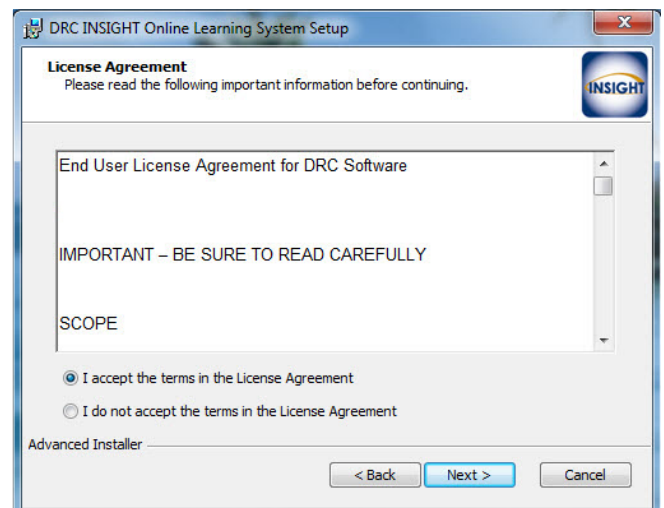 DRC INSIGHT Online Learning System Setup
License Agreement
Please read the following important information before continuing.
INSIGHT
End User License Agreement for DRC Software
IMPORTANT – BE SURE TO READ CAREFULLY
SCOPE
I accept the terms in the License Agreement
I do not accept the terms in the License Agreement
Advanced Installer
< Back Next > Cancel